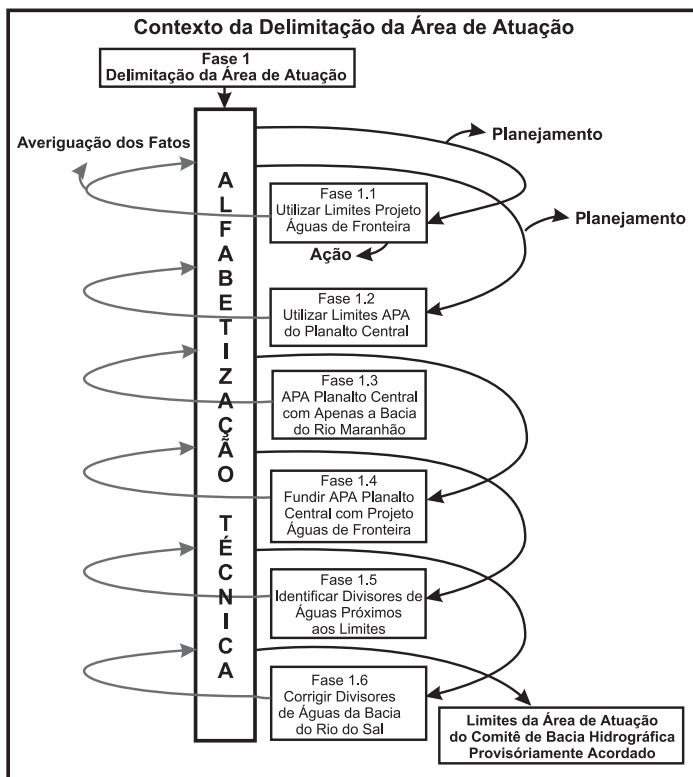 Contexto da Delimitação da Área de Atuação
Fase 1
Delimitação da Área de Atuação
Averiguação dos Fatos
Planejamento
ALFABETIZAÇÃO TÉCNICA
Fase 1.1
Utilizar Limites Projeto
Águas de Fronteira
Planejamento
Ação
Fase 1.2
Utilizar Limites APA
do Planalto Central
Fase 1.3
APA Planalto Central
com Apenas a Bacia
do Rio Maranhão
Fase 1.4
Fundir APA Planalto
Central com Projeto
Águas de Fronteira
Fase 1.5
Identificar Divisores de
Águas Próximos
aos Limites
Fase 1.6
Corrigir Divisores
de Águas da Bacia
do Rio do Sal
Limites da Área de Atuação
do Comitê de Bacia Hidrográfica
Provisóriamente Acordado